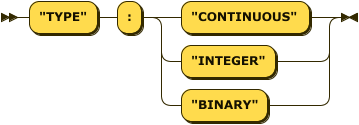 "TYPE" : "CONTINUOUS"
"INTEGER"
"BINARY"